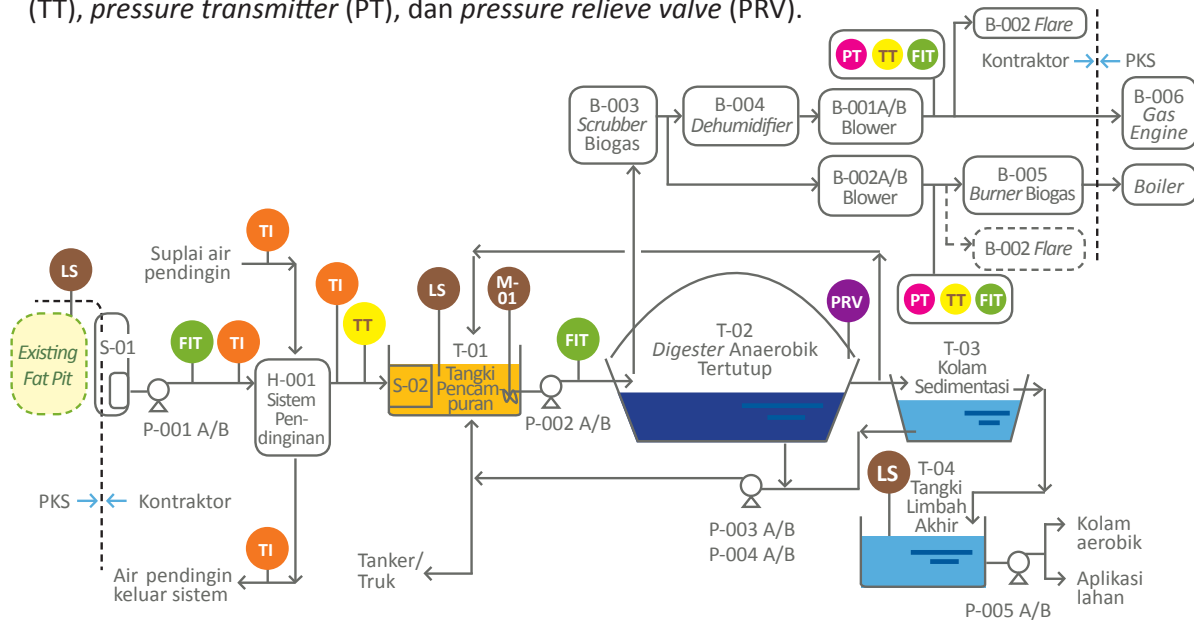 (TT), pressure transmitter (PT), dan pressure relieve valve (PRV).
B-002 Flare
PT
TT
FIT
Kontraktor
PKS
B-003
Scrubber
Biogas
B-004
Dehumidifier
B-001A/B
Blower
B-006
Gas
Engine
B-002A/B
Blower
B-005
Burner Biogas
Boiler
B-002 Flare
PT
TT
FIT
TI
Suplai air
pendingin
LS
TI
LS
M-
01
PRV
Existing
Fat Pit
S-01
FIT
TI
TT
FIT
T-01
T-02
Digester Anaerobik
Tertutup
T-03
Kolam
Sedimentasi
H-001
Sistem
Pen-
dinginan
S-02
Tangki
Pencam-
puran
P-001 A/B
P-002 A/B
LS
T-04
Tangki
Limbah
Akhir
PKS
Kontraktor
P-003 A/B
P-004 A/B
TI
Air pendingin
keluar sistem
Tanker/
Truk
Kolam
aerobik
Aplikasi
lahan
P-005 A/B